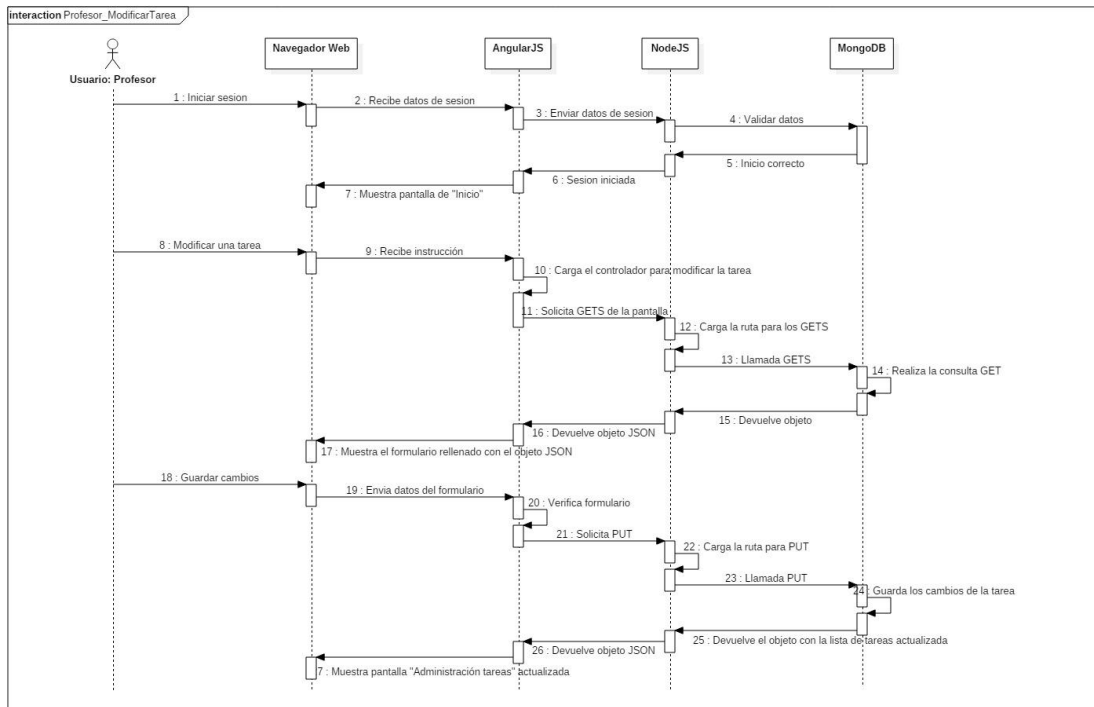 interaction Profesor_ModificarTarea
Usuario: Profesor
Navegador Web
AngularJS
NodeJS
MongoDB
1 : Iniciar sesion
2 : Recibe datos de sesion
3 : Enviar datos de sesion
4 : Validar datos
5 : Inicio correcto
6 : Sesion iniciada
7 : Muestra pantalla de "Inicio"
8 : Modificar una tarea
9 : Recibe instrucción
10 : Carga el controlador para modificar la tarea
11 : Solicita GETS de la pantalla
12 : Carga la ruta para los GETS
13 : Llamada GETS
14 : Realiza la consulta GET
15 : Devuelve objeto
16 : Devuelve objeto JSON
17 : Muestra el formulario rellenado con el objeto JSON
18 : Guardar cambios
19 : Envia datos del formulario
20 : Verifica formulario
21 : Solicita PUT
22 : Carga la ruta para PUT
23 : Llamada PUT
24 : Guarda los cambios de la tarea
25 : Devuelve el objeto con la lista de tareas actualizada
26 : Devuelve objeto JSON
7 : Muestra pantalla "Administración tareas" actualizada